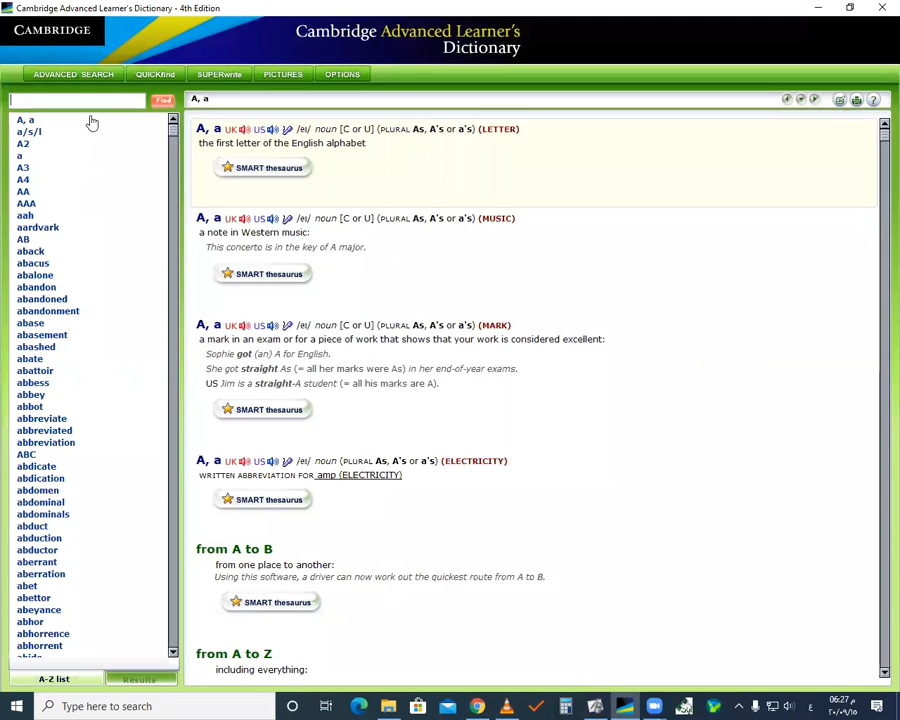 Cambridge Advanced Learner's Dictionary - 4th Edition
CAMBRIDGE
Cambridge Advanced Learner's
Dictionary
ADVANCED SEARCH
QUICKfind
SUPERwrite
PICTURES
OPTIONS
Find
A, a
a/s/l
A2
a
A3
A4
AA
AAA
aah
aardvark
AB
aback
abacus
abalone
abandon
abandoned
abandonment
abase
abasement
abashed
abate
abattoir
abbess
abbey
abbot
abbreviate
abbreviated
abbreviation
ABC
abdicate
abdication
abdomen
abdominal
abdominals
abduct
abduction
abductor
aberrant
aberration
abet
abettor
abeyance
abhor
abhorrence
abhorrent
abide
A-Z list
Results
A, a
A, a UK US /eɪ/ noun [C or U] (PLURAL As, A's or a's) (LETTER)
the first letter of the English alphabet
SMART thesaurus
A, a UK US /eɪ/ noun [C or U] (PLURAL As, A's or a's) (MUSIC)
a note in Western music:
This concerto is in the key of A major.
SMART thesaurus
A, a UK US /eɪ/ noun [C or U] (PLURAL As, A's or a's) (MARK)
a mark in an exam or for a piece of work that shows that your work is considered excellent:
Sophie got (an) A for English.
She got straight As (= all her marks were As) in her end-of-year exams.
US Jim is a straight-A student (= all his marks are A).
SMART thesaurus
A, a UK US /eɪ/ noun (PLURAL As, A's or a's) (ELECTRICITY)
WRITTEN ABBREVIATION FOR amp (ELECTRICITY)
SMART thesaurus
from A to B
from one place to another:
Using this software, a driver can now work out the quickest route from A to B.
SMART thesaurus
from A to Z
including everything:
Type here to search
ع
06:27 م